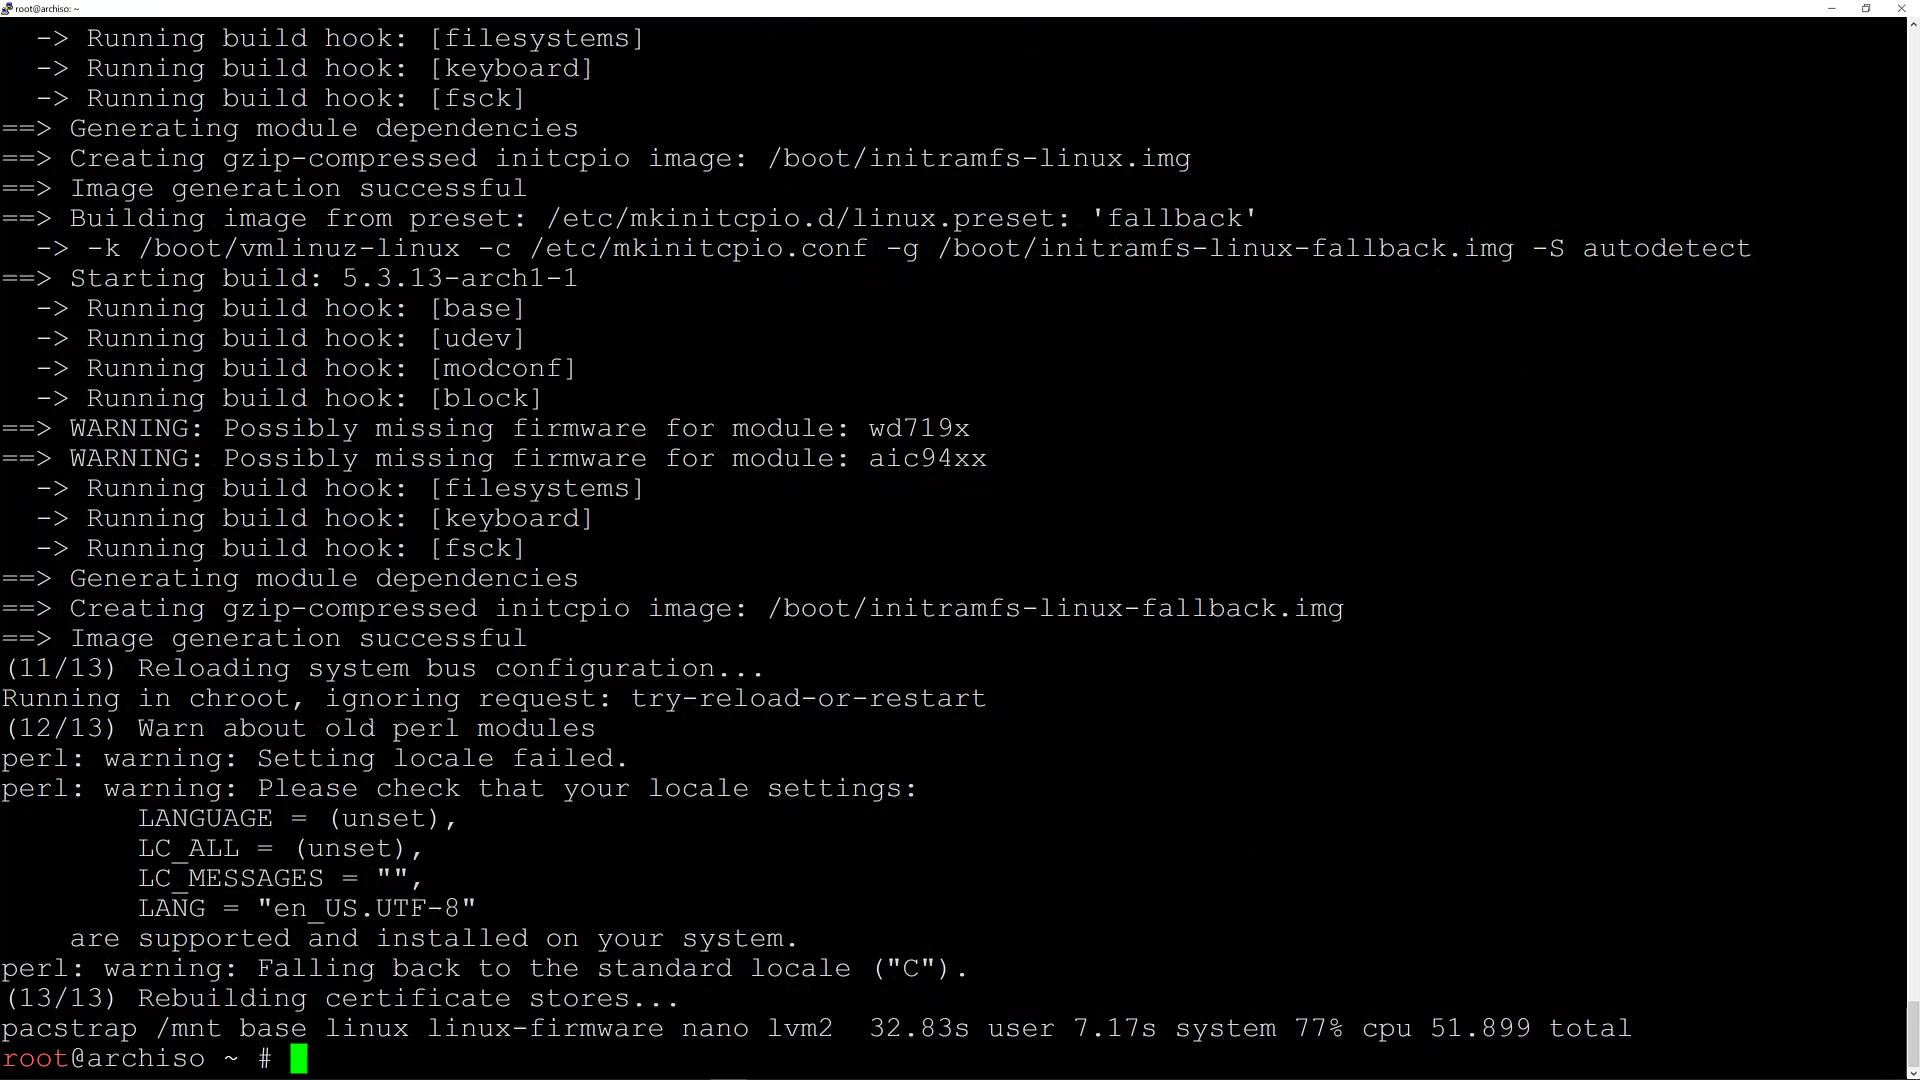 root@archiso: ~
-> Running build hook: [filesystems]
-> Running build hook: [keyboard]
-> Running build hook: [fsck]
==> Generating module dependencies
==> Creating gzip-compressed initcpio image: /boot/initramfs-linux.img
==> Image generation successful
==> Building image from preset: /etc/mkinitcpio.d/linux.preset: 'fallback'
-> -k /boot/vmlinuz-linux -c /etc/mkinitcpio.conf -g /boot/initramfs-linux-fallback.img -S autodetect
==> Starting build: 5.3.13-arch1-1
-> Running build hook: [base]
-> Running build hook: [udev]
-> Running build hook: [modconf]
-> Running build hook: [block]
==> WARNING: Possibly missing firmware for module: wd719x
==> WARNING: Possibly missing firmware for module: aic94xx
-> Running build hook: [filesystems]
-> Running build hook: [keyboard]
-> Running build hook: [fsck]
==> Generating module dependencies
==> Creating gzip-compressed initcpio image: /boot/initramfs-linux-fallback.img
==> Image generation successful
(11/13) Reloading system bus configuration...
Running in chroot, ignoring request: try-reload-or-restart
(12/13) Warn about old perl modules
perl: warning: Setting locale failed.
perl: warning: Please check that your locale settings:
LANGUAGE = (unset),
LC_ALL = (unset),
LC_MESSAGES = "",
LANG = "en_US.UTF-8"
are supported and installed on your system.
perl: warning: Falling back to the standard locale ("C").
(13/13) Rebuilding certificate stores...
pacstrap /mnt base linux linux-firmware nano lvm2  32.83s user 7.17s system 77% cpu 51.899 total
root@archiso ~ #